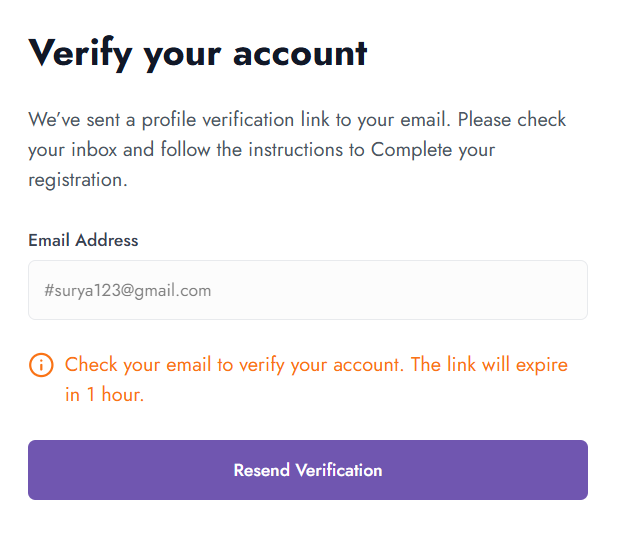 Verify your account
We've sent a profile verification link to your email. Please check
your inbox and follow the instructions to Complete your
registration.
Email Address
#surya123@gmail.com
Check your email to verify your account. The link will expire
in 1 hour.
Resend Verification